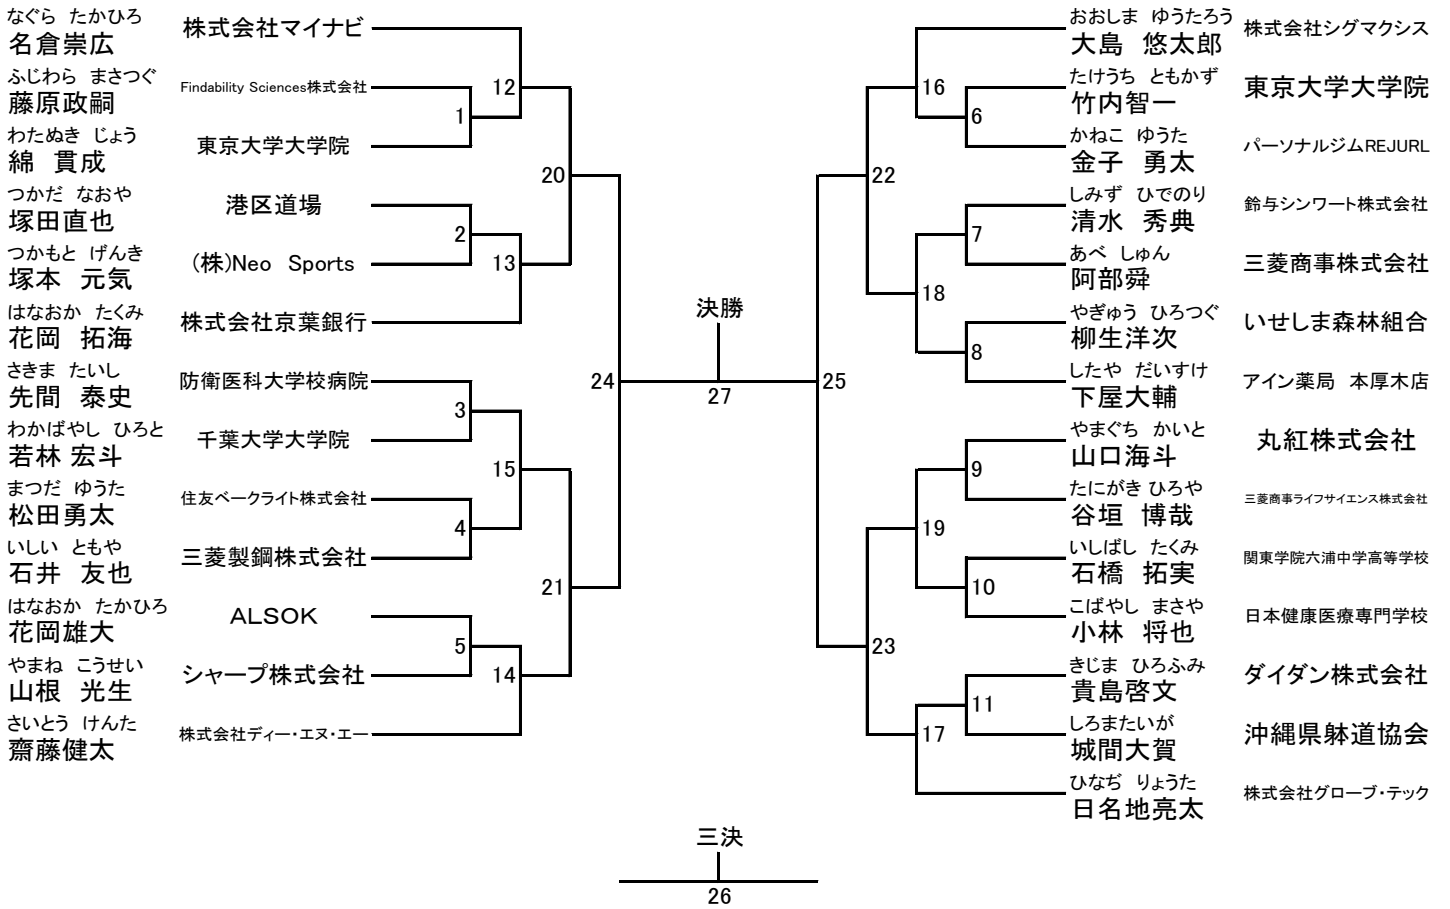 なぐら たかひろ
名倉崇広 株式会社マイナビ
ふじわら まさつぐ
藤原政嗣 Findability Sciences株式会社
わたぬき じょう
綿 貫成 東京大学大学院
つかだ なおや
塚田直也 港区道場
つかもと げんき
塚本 元気 (株)Neo Sports
はなおか たくみ
花岡 拓海 株式会社京葉銀行
さきま たいし
先間 泰史 防衛医科大学校病院
わかばやし ひろと
若林 宏斗 千葉大学大学院
まつだ ゆうた
松田勇太 住友ベークライト株式会社
いしい ともや
石井 友也 三菱製鋼株式会社
はなおか たかひろ
花岡雄大 ALSOK
やまね こうせい
山根 光生 シャープ株式会社
さいとう けんた
齋藤健太 株式会社ディー・エヌ・エー
1
2
3
4
5
12
13
15
14
20
21
24
決勝
27
25
22
23
16
18
19
17
6
7
8
9
10
11
おおしま ゆうたろう
大島 悠太郎 株式会社シグマクシス
たけうち ともかず
竹内智一 東京大学大学院
かねこ ゆうた
金子 勇太 パーソナルジムREJURL
しみず ひでのり
清水 秀典 鈴与シンワート株式会社
あべ しゅん
阿部舜 三菱商事株式会社
やぎゅう ひろつぐ
柳生洋次 いせしま森林組合
したや だいすけ
下屋大輔 アイン薬局 本厚木店
やまぐち かいと
山口海斗 丸紅株式会社
たにがき ひろや
谷垣 博哉 三菱商事ライフサイエンス株式会社
いしばし たくみ
石橋 拓実 関東学院六浦中学高等学校
こばやし まさや
小林 将也 日本健康医療専門学校
きじま ひろふみ
貴島啓文 ダイダン株式会社
しろまたいが
城間大賀 沖縄県躰道協会
ひなぢ りょうた
日名地亮太 株式会社グローブ・テック
三決
26